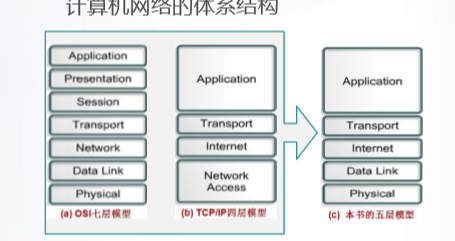 计算机网络的体系结构
Application
Presentation
Session
Transport
Network
Data Link
Physical
(a) OSI七层模型
Application
Transport
Internet
Network
Access
(b) TCP/IP四层模型
Application
Transport
Internet
Data Link
Physical
(c) 本书的五层模型